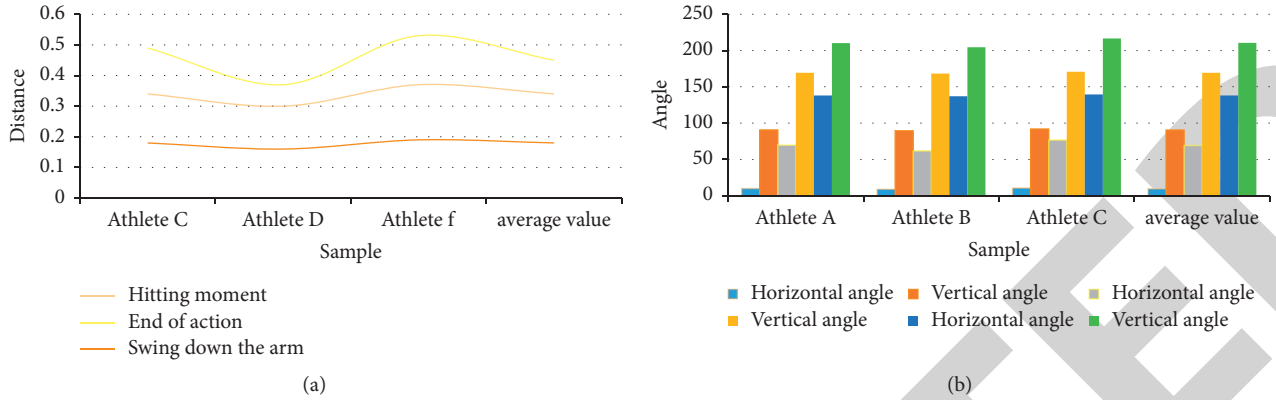 0.6
0.5
0.4
0.3
0.2
0.1
0
Distance
Athlete C Athlete D Athlete f average value
Sample
Hitting moment
End of action
Swing down the arm
(a)
250
200
150
100
50
0
Angle
Athlete A Athlete B Athlete C average value
Sample
Horizontal angle Vertical angle Horizontal angle
Vertical angle Horizontal angle Vertical angle
(b)